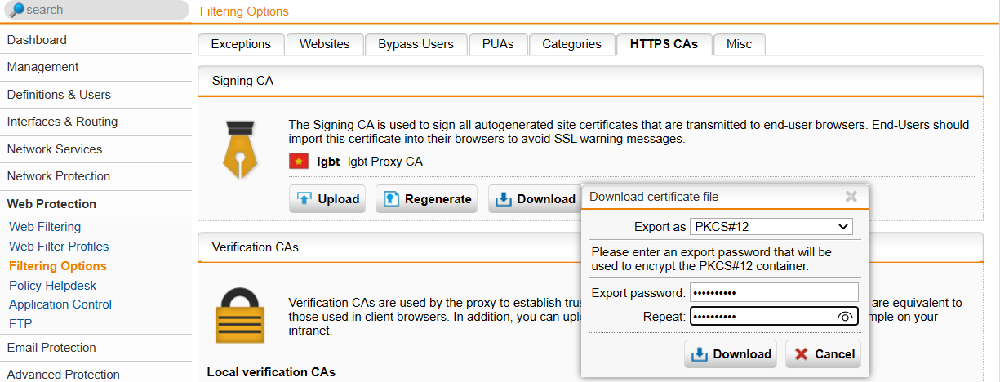 search
Filtering Options
Dashboard
Management
Definitions & Users
Interfaces & Routing
Network Services
Network Protection
Web Protection
Web Filtering
Web Filter Profiles
Filtering Options
Policy Helpdesk
Application Control
FTP
Email Protection
Advanced Protection
Exceptions Websites Bypass Users PUAs Categories HTTPS CAs Misc
Signing CA
The Signing CA is used to sign all autogenerated site certificates that are transmitted to end-user browsers. End-Users should
import this certificate into their browsers to avoid SSL warning messages.
lgbt lgbt Proxy CA
Upload Regenerate Download
Verification CAs
Verification CAs are used by the proxy to establish trus are equivalent to
those used in client browsers. In addition, you can uplo mple on your
intranet.
Local verification CAs
Download certificate file
Export as PKCS#12
Please enter an export password that will be
used to encrypt the PKCS#12 container.
Export password: ••••••••••
Repeat: ••••••••••
Download Cancel